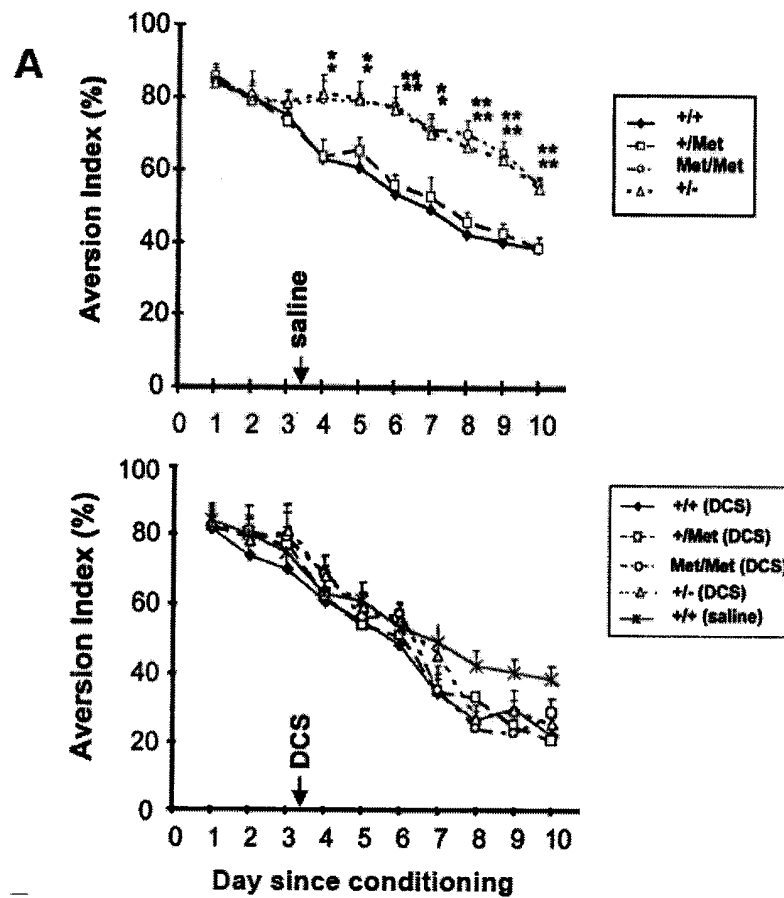 A
Aversion Index (%)
100
80
60
40
20
0
* *
* *
** **
* *
** **
** **
** **
saline
0 1 2 3 4 5 6 7 8 9 10
+/+
+/Met
Met/Met
+/-
Aversion Index (%)
100
80
60
40
20
0
DCS
0 1 2 3 4 5 6 7 8 9 10
Day since conditioning
+/+ (DCS)
+/Met (DCS)
Met/Met (DCS)
+/- (DCS)
+/+ (saline)